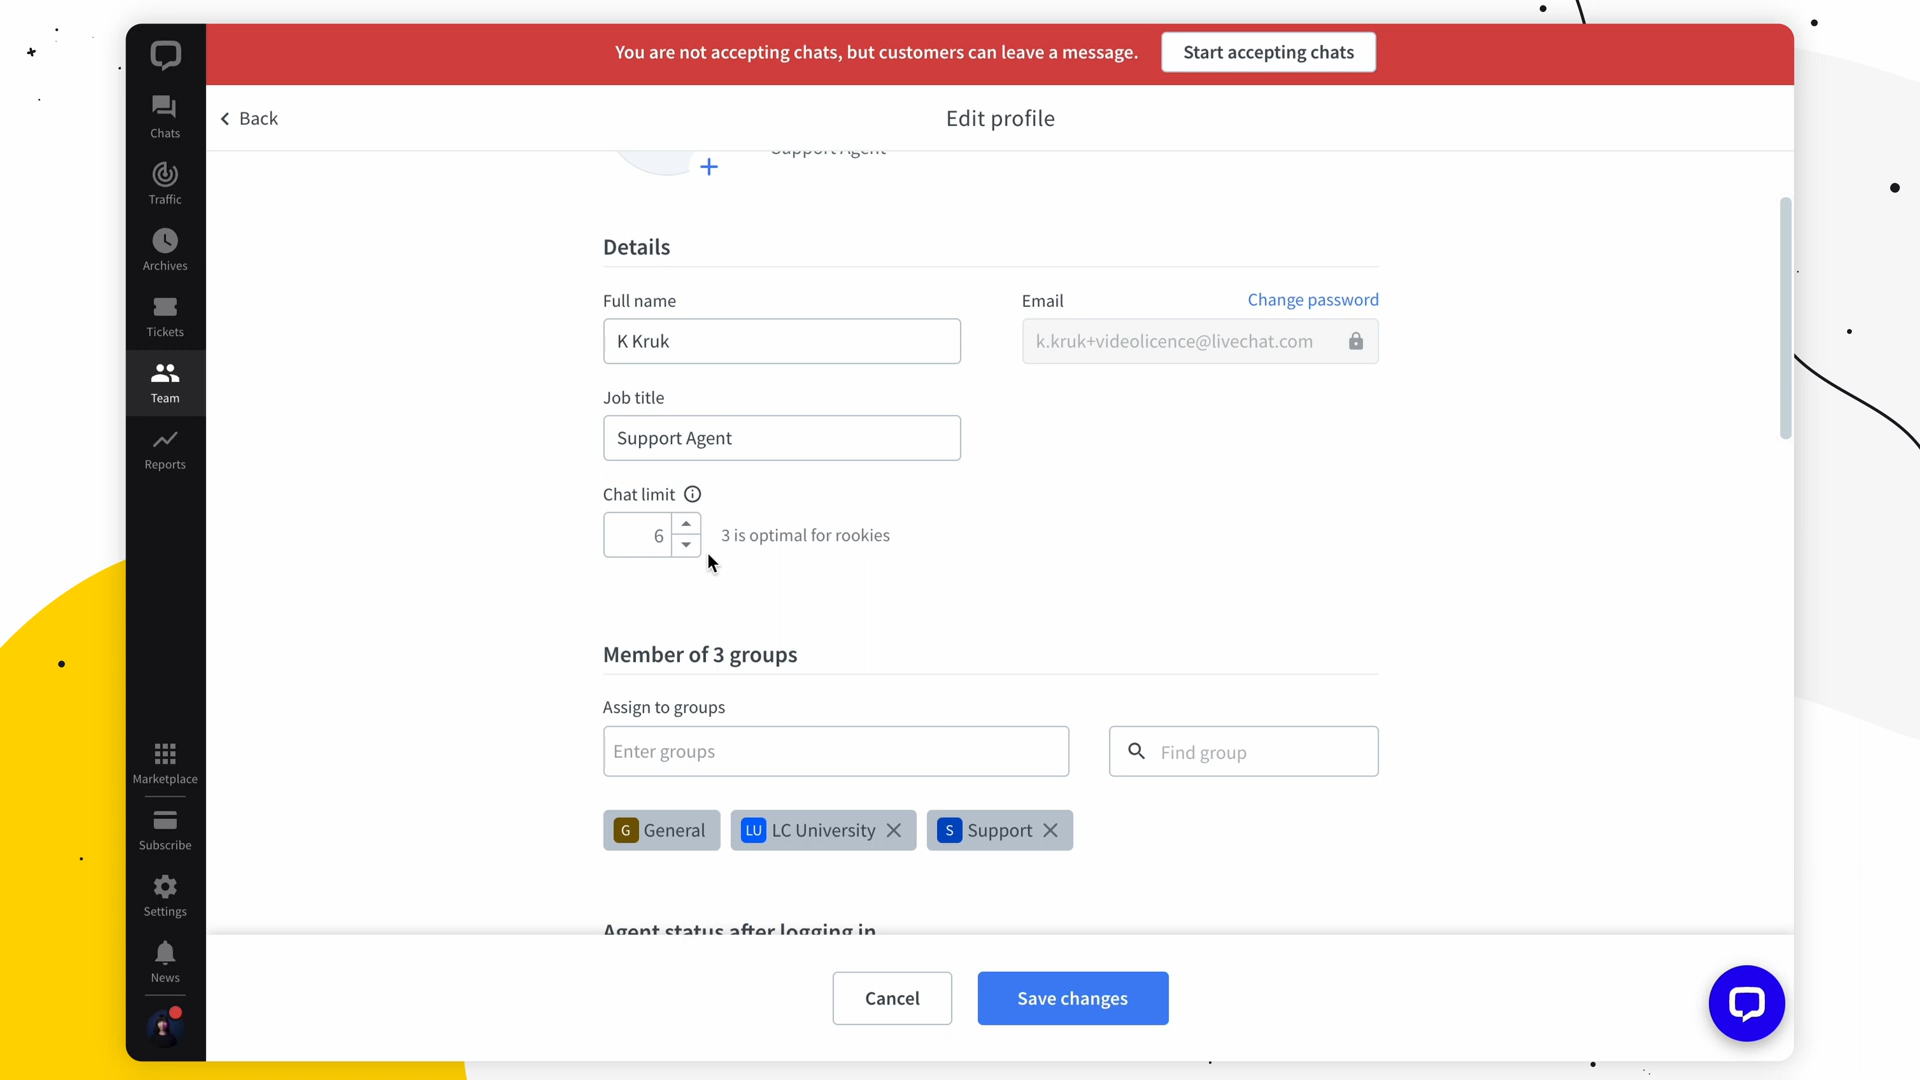 You are not accepting chats, but customers can leave a message.
Start accepting chats
Back
Edit profile
Support Agent
Chats
Traffic
Archives
Tickets
Team
Reports
Marketplace
Subscribe
Settings
News
Details
Full name
K Kruk
Email
Change password
k.kruk+videolicence@livechat.com
Job title
Support Agent
Chat limit
6
3 is optimal for rookies
Member of 3 groups
Assign to groups
Enter groups
Find group
G General
LU LC University
S Support
Agent status after logging in
Cancel
Save changes